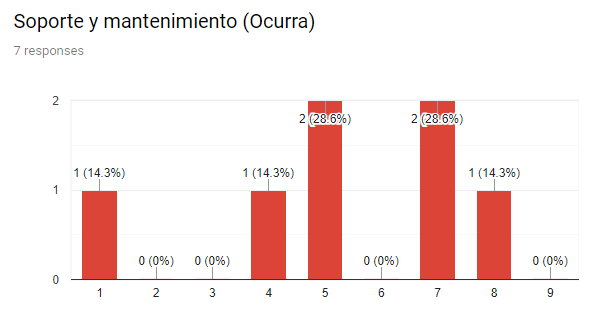 Soporte y mantenimiento (Ocurra)
7 responses
2
2 (28.6%) 2 (28.6%)
1 (14.3%) 1 (14.3%) 1 (14.3%)
1
0 (0%) 0 (0%) 0 (0%) 0 (0%)
0
1 2 3 4 5 6 7 8 9